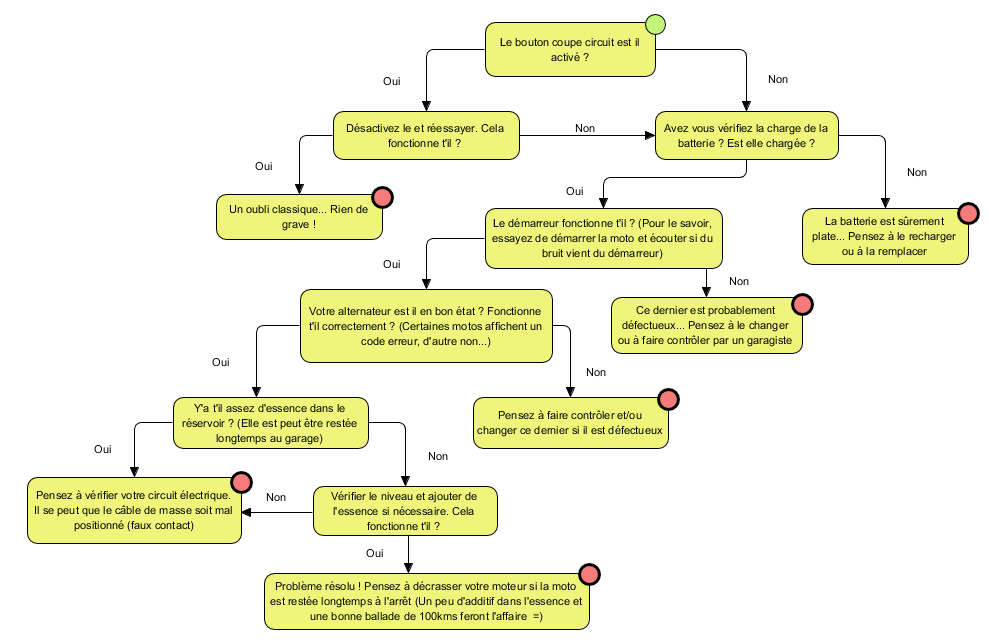 Le bouton coupe circuit est il
activé ?
Oui
Non
Désactivez le et réessayer. Cela
fonctionne t'il ?
Non
Avez vous vérifiez la charge de la
batterie ? Est elle chargée ?
Oui
Non
Oui
Un oubli classique... Rien de
grave !
Le démarreur fonctionne t'il ? (Pour le savoir,
essayez de démarrer la moto et écouter si du
bruit vient du démarreur)
La batterie est sûrement
plate... Pensez à le recharger
ou à la remplacer
Oui
Non
Votre alternateur est il en bon état ? Fonctionne
t'il correctement ? (Certaines motos affichent un
code erreur, d'autre non...)
Ce dernier est probablement
défectueux... Pensez à le changer
ou à faire contrôler par un garagiste
Oui
Non
Y'a t'il assez d'essence dans le
réservoir ? (Elle est peut être restée
longtemps au garage)
Pensez à faire contrôler et/ou
changer ce dernier si il est défectueux
Oui
Non
Pensez à vérifier votre circuit électrique.
Il se peut que le câble de masse soit mal
positionné (faux contact)
Non
Vérifier le niveau et ajouter de
l'essence si nécessaire. Cela
fonctionne t'il ?
Oui
Problème résolu ! Pensez à décrasser votre moteur si la moto
est restée longtemps à l'arrêt (Un peu d'additif dans l'essence et
une bonne ballade de 100kms feront l'affaire =)